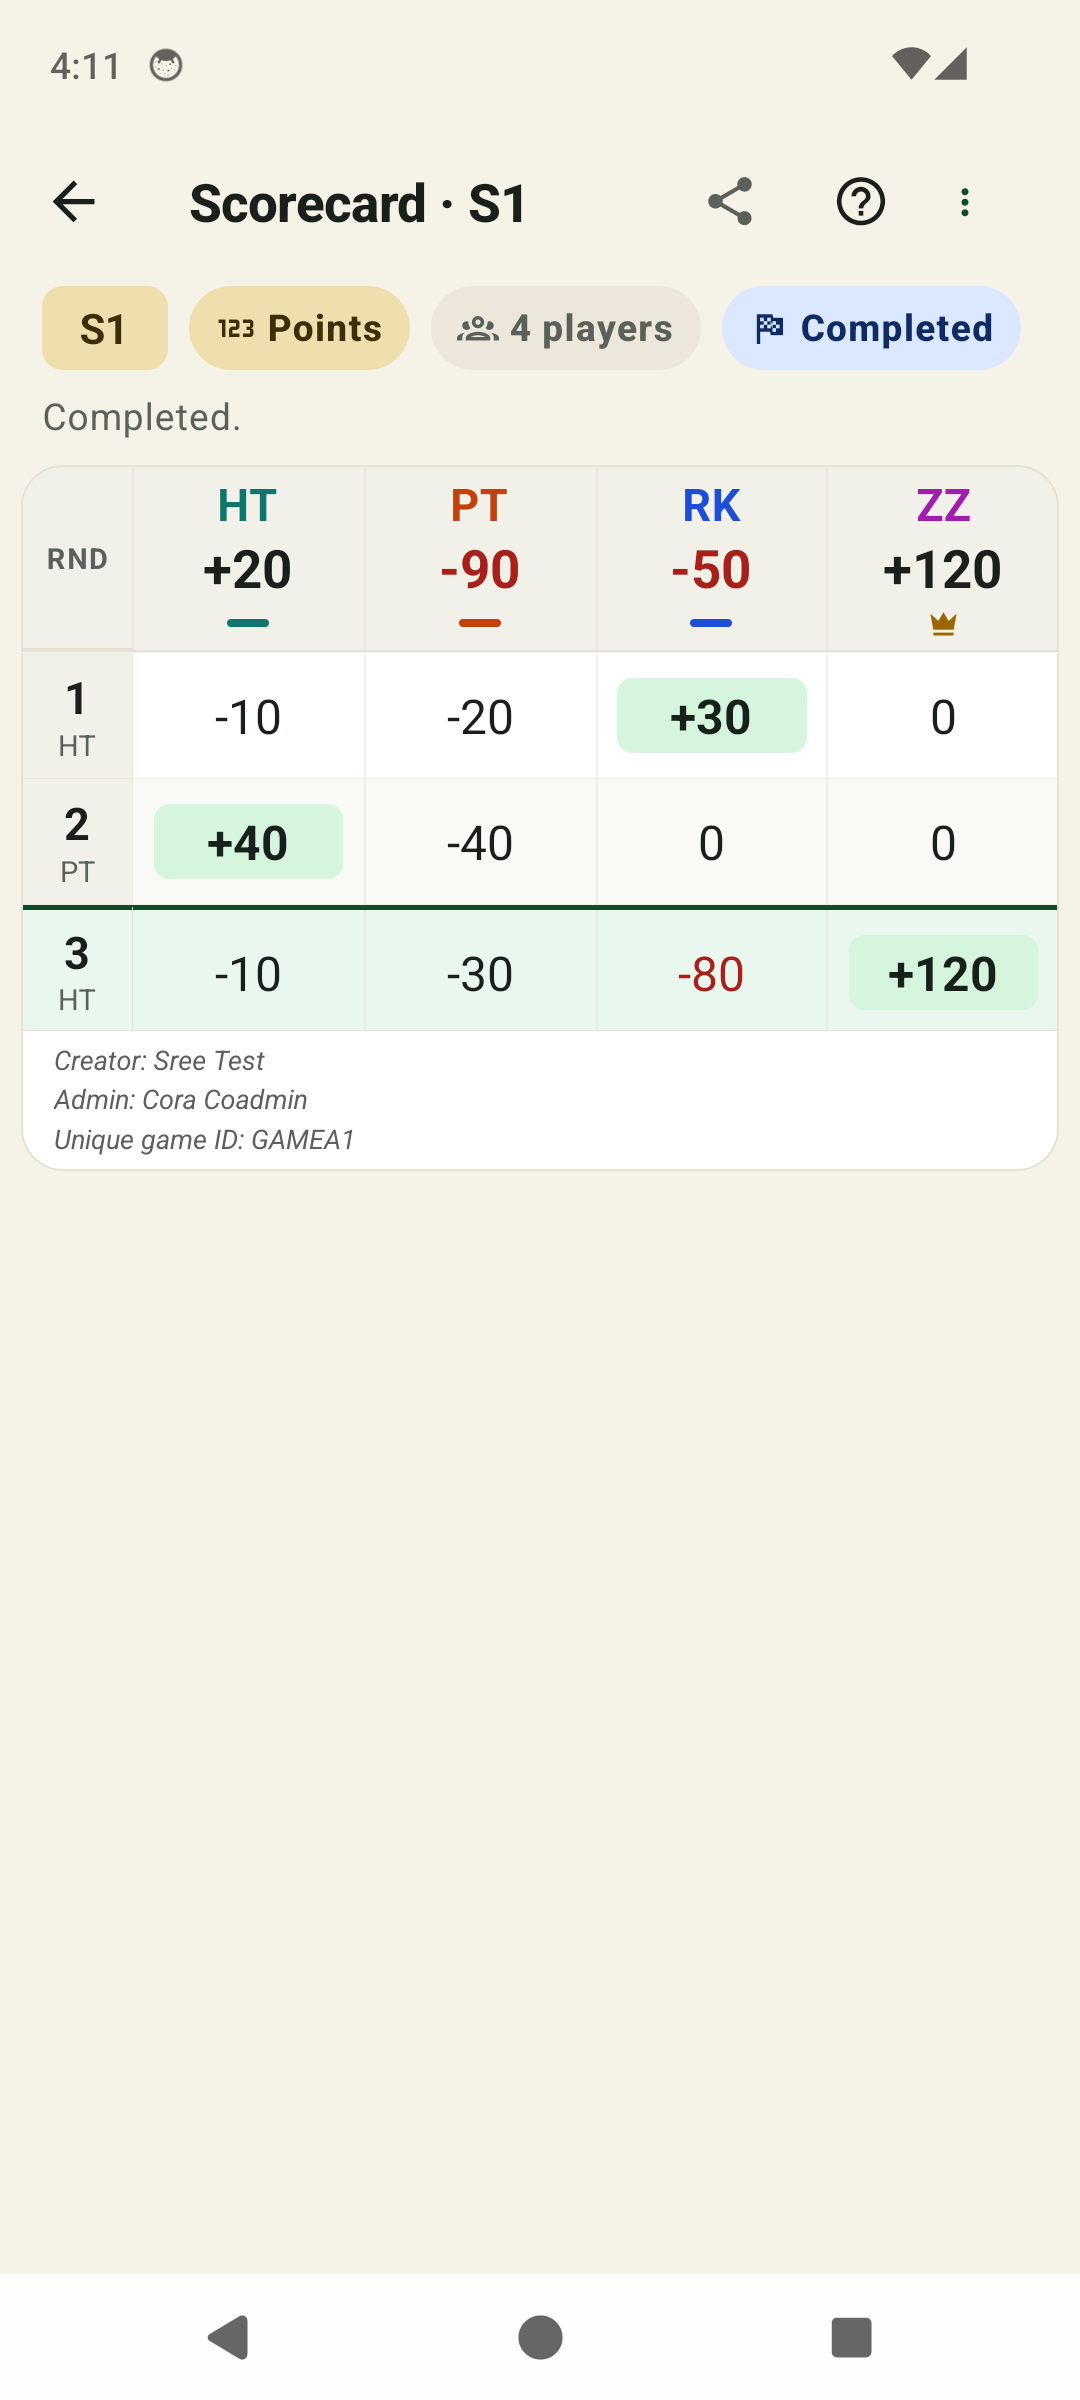 4:11
Scorecard · S1
S1
123 Points
4 players
Completed
Completed.
RND HT PT RK ZZ
+20 -90 -50 +120
1 HT -10 -20 +30 0
2 PT +40 -40 0 0
3 HT -10 -30 -80 +120
Creator: Sree Test
Admin: Cora Coadmin
Unique game ID: GAMEA1